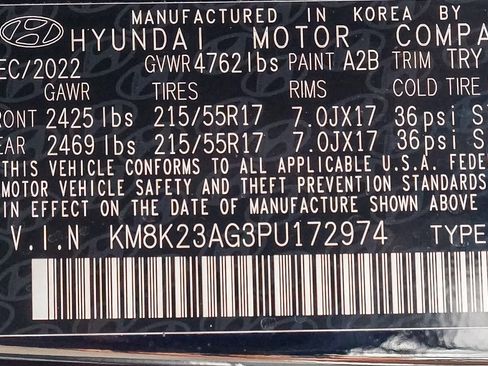 MANUFACTURED IN KOREA BY
HYUNDAI MOTOR COMPA
EC/2022 GVWR 4762 lbs PAINT A2B TRIM TRY
GAWR TIRES RIMS COLD TIRE
RONT 2425 lbs 215/55R17 7.0JX17 36psi S
EAR 2469 lbs 215/55R17 7.0JX17 36psi S
THIS VEHICLE CONFORMS TO ALL APPLICABLE U.S.A. FEDE
MOTOR VEHICLE SAFETY AND THEFT PREVENTION STANDARDS
IN EFFECT ON THE DATE OF MANUFACTURE SHOWN ABOVE
V.I.N KM8K23AG3PU172974 TYPE